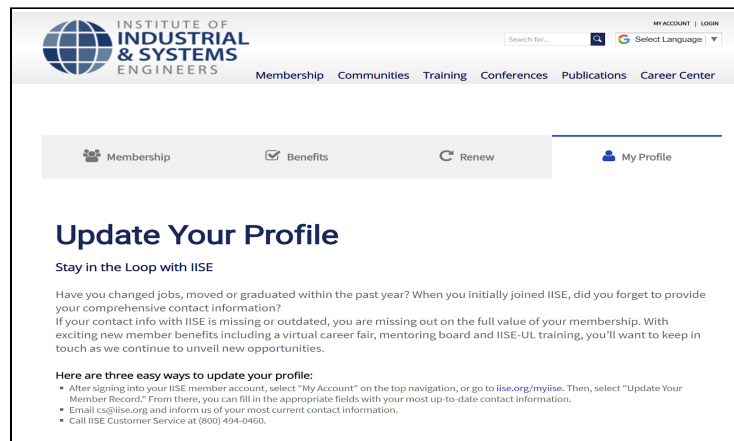 INSTITUTE OF
INDUSTRIAL
& SYSTEMS
ENGINEERS
MY ACCOUNT | LOGIN
Search for...
G Select Language ▼
Membership Communities Training Conferences Publications Career Center
Membership Benefits Renew My Profile
Update Your Profile
Stay in the Loop with IISE
Have you changed jobs, moved or graduated within the past year? When you initially joined IISE, did you forget to provide
your comprehensive contact information?
If your contact info with IISE is missing or outdated, you are missing out on the full value of your membership. With
exciting new member benefits including a virtual career fair, mentoring board and IISE-UL training, you'll want to keep in
touch as we continue to unveil new opportunities.
Here are three easy ways to update your profile:
▪ After signing into your IISE member account, select "My Account" on the top navigation, or go to iise.org/myiise. Then, select "Update Your
Member Record." From there, you can fill in the appropriate fields with your most up-to-date contact information.
▪ Email cs@iise.org and inform us of your most current contact information.
▪ Call IISE Customer Service at (800) 494-0460.